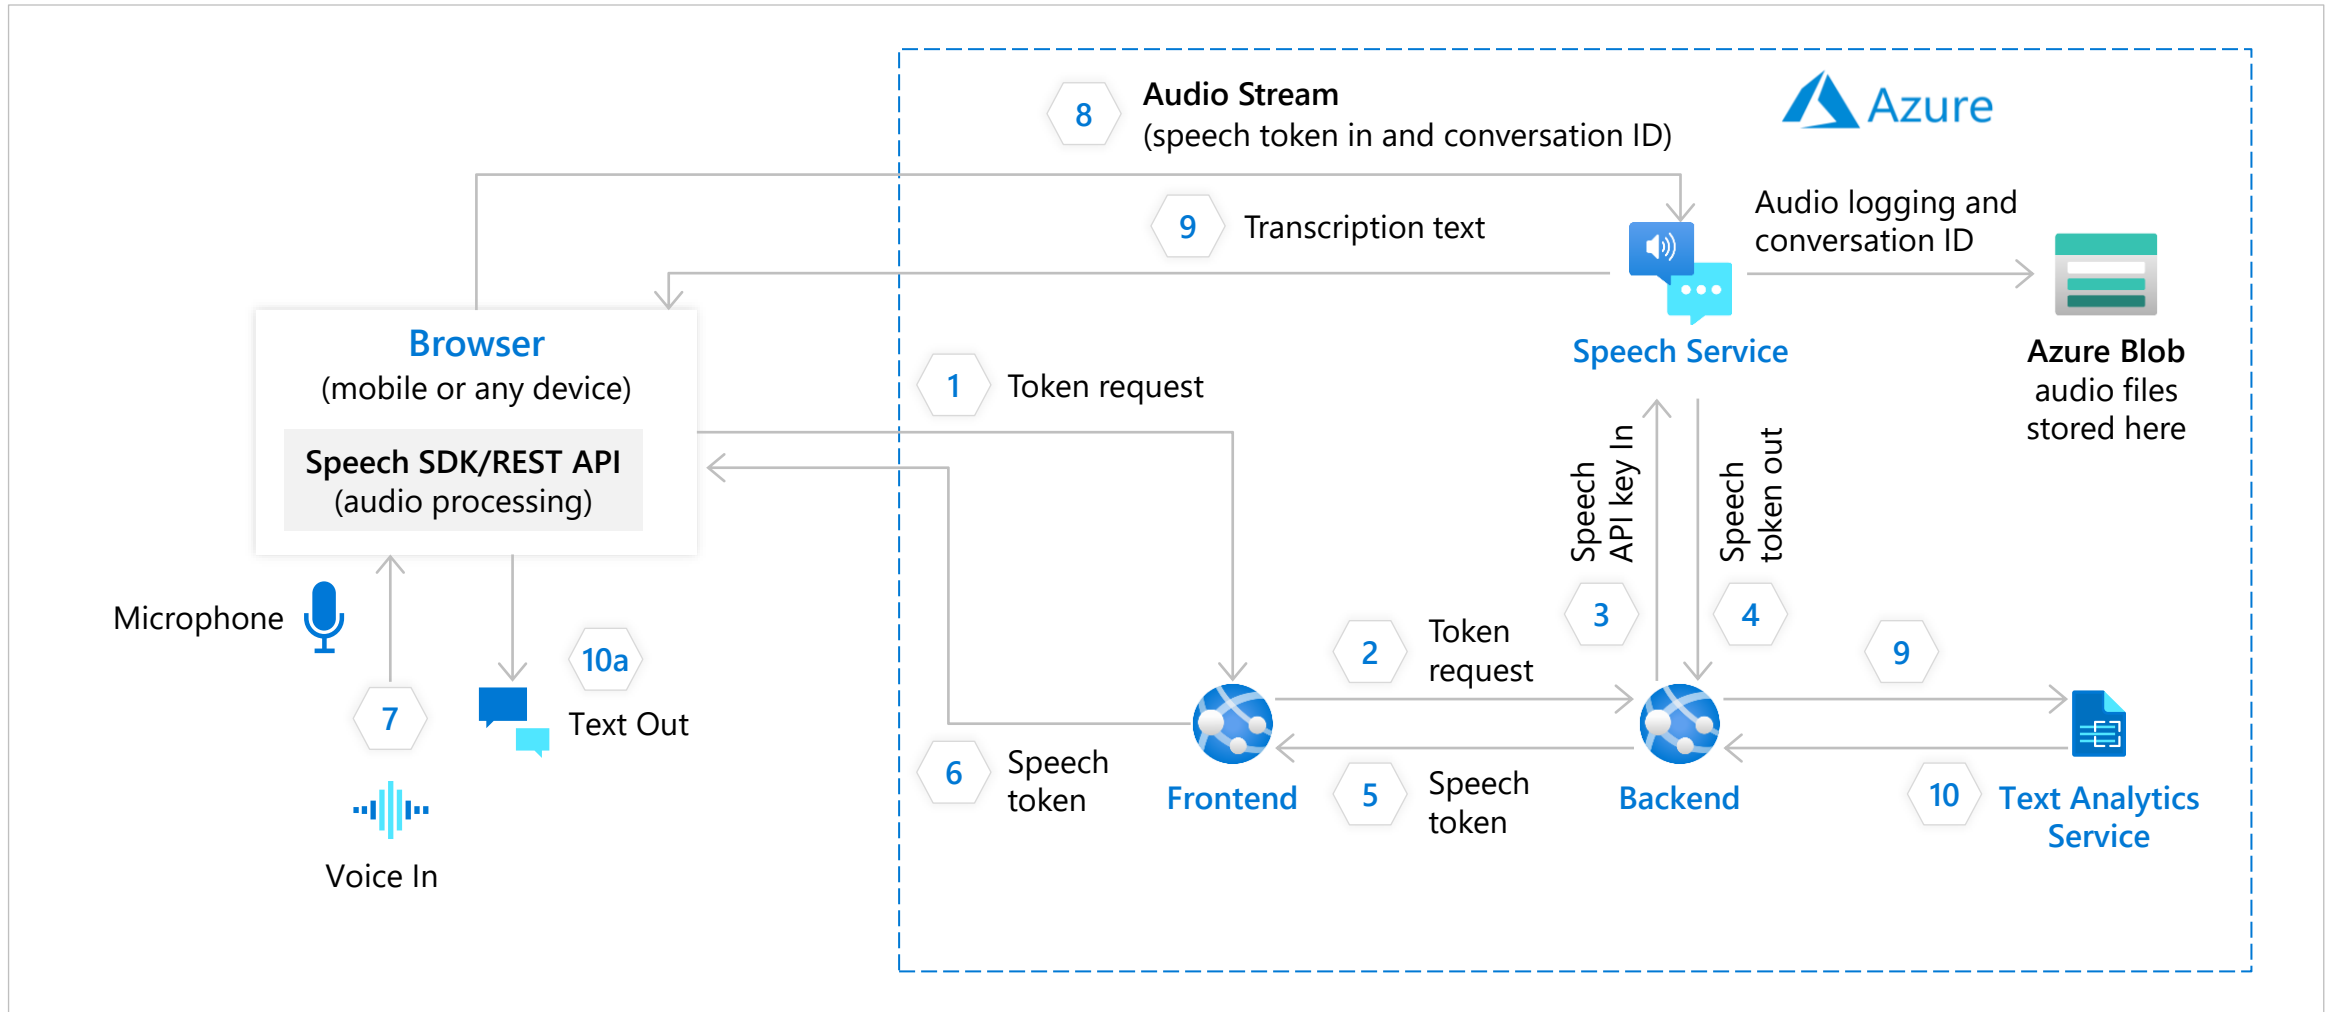 8
Audio Stream
(speech token in and conversation ID)
Azure
9
Transcription text
Audio logging and
conversation ID
Browser
(mobile or any device)
Speech SDK/REST API
(audio processing)
1
Token request
Speech Service
Azure Blob
audio files
stored here
Speech
API key In
Speech
token out
3
4
Microphone
10a
Text Out
7
Voice In
2
Token
request
9
6
Speech
token
Frontend
5
Speech
token
Backend
10
Text Analytics
Service